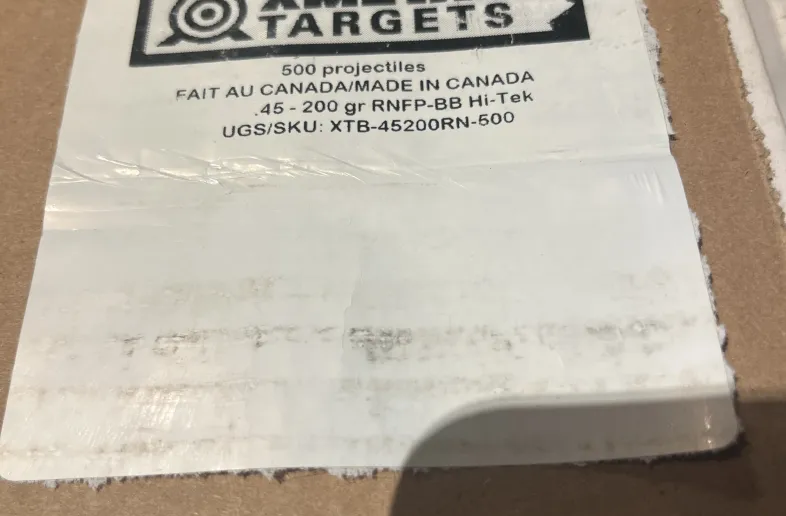 TARGETS
500 projectiles
FAIT AU CANADA/MADE IN CANADA
.45 - 200 gr RNFP-BB Hi-Tek
UGS/SKU: XTB-45200RN-500